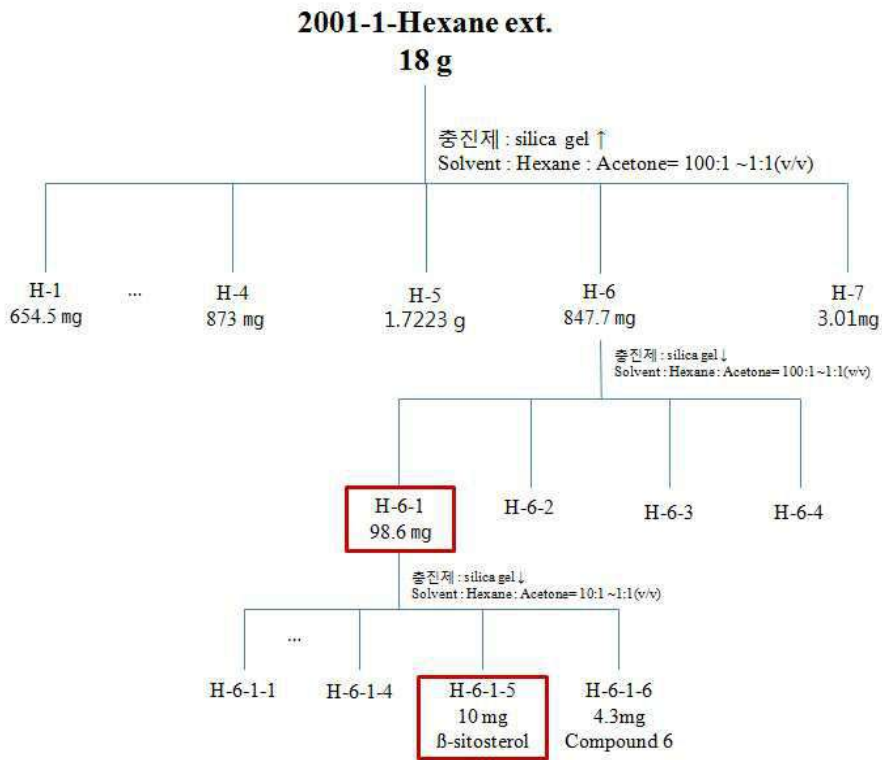 2001-1-Hexane ext.
18 g
충진제 : silica gel ↑
Solvent : Hexane : Acetone= 100:1 ~1:1(v/v)
H-1
654.5 mg
...
H-4
873 mg
H-5
1.7223 g
H-6
847.7 mg
H-7
3.01mg
충진제 : silica gel ↓
Solvent : Hexane : Acetone= 100:1 ~1:1(v/v)
H-6-1
98.6 mg
H-6-2
H-6-3
H-6-4
충진제 : silica gel ↓
Solvent : Hexane : Acetone= 10:1 ~1:1(v/v)
...
H-6-1-1
H-6-1-4
H-6-1-5
10 mg
ß-sitosterol
H-6-1-6
4.3mg
Compound 6